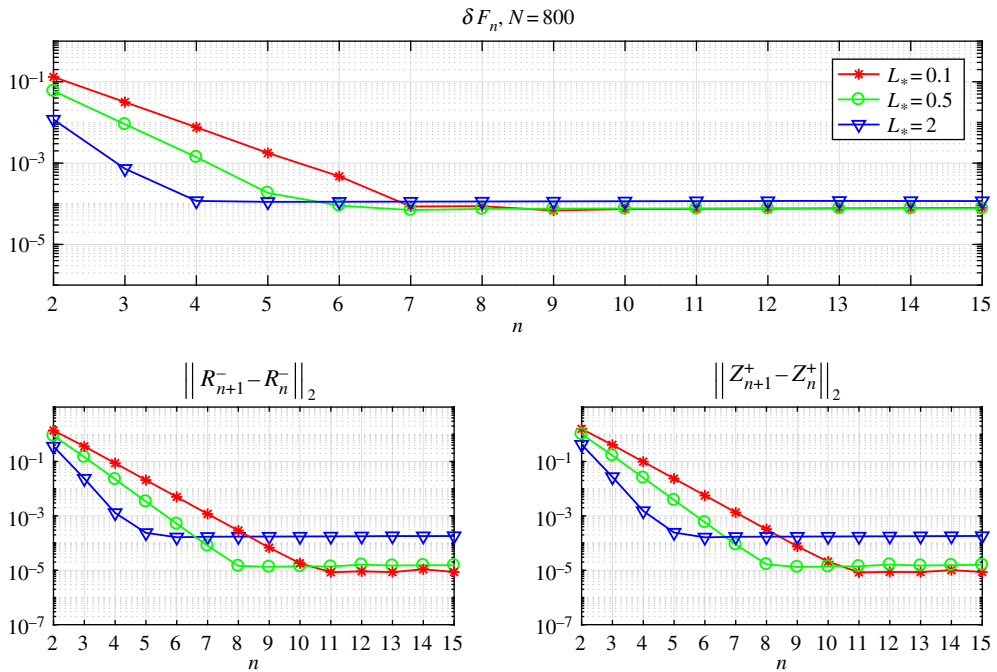 δF_n, N = 800
10^−1
10^−3
10^−5
2 3 4 5 6 7 8 9 10 11 12 13 14 15
n
L_* = 0.1
L_* = 0.5
L_* = 2
|| R^−_{n+1} − R^−_n ||_2
10^−1
10^−3
10^−5
10^−7
2 3 4 5 6 7 8 9 10 11 12 13 14 15
n
|| Z^+_{n+1} − Z^+_n ||_2
10^−1
10^−3
10^−5
10^−7
2 3 4 5 6 7 8 9 10 11 12 13 14 15
n